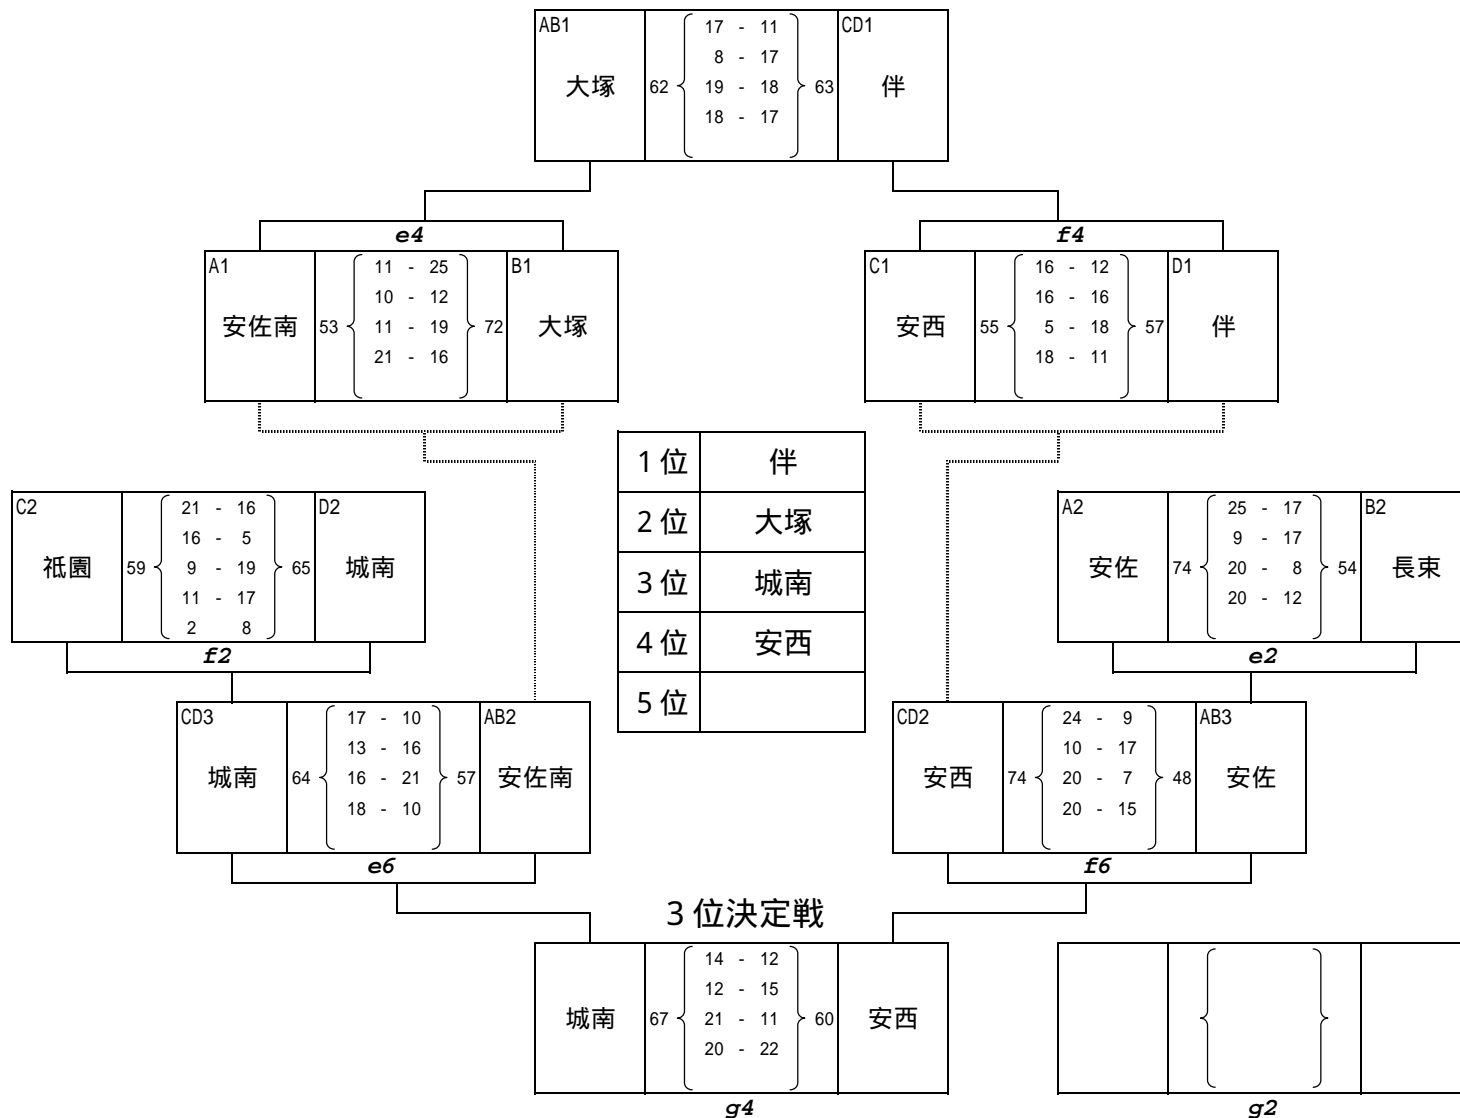 AB1
CD1
大塚
62
17 - 11
8 - 17
19 - 18
18 - 17
63
伴
e4
f4
A1
B1
安佐南
53
11 - 25
10 - 12
11 - 19
21 - 16
72
大塚
C1
D1
安西
55
16 - 12
16 - 16
5 - 18
18 - 11
57
伴
1位 伴
2位 大塚
3位 城南
4位 安西
5位
C2
D2
祗園
59
21 - 16
16 - 5
9 - 19
11 - 17
2 8
65
城南
f2
A2
B2
安佐
74
25 - 17
9 - 17
20 - 8
20 - 12
54
長束
e2
CD3
AB2
城南
64
17 - 10
13 - 16
16 - 21
18 - 10
57
安佐南
e6
CD2
AB3
安西
74
24 - 9
10 - 17
20 - 7
20 - 15
48
安佐
f6
3位決定戦
城南
67
14 - 12
12 - 15
21 - 11
20 - 22
60
安西
g4
g2